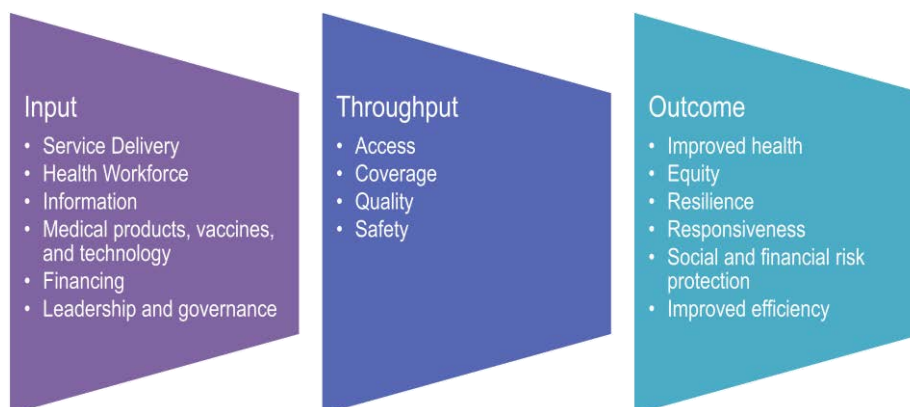 Input
• Service Delivery
• Health Workforce
• Information
• Medical products, vaccines,
and technology
• Financing
• Leadership and governance
Throughput
• Access
• Coverage
• Quality
• Safety
Outcome
• Improved health
• Equity
• Resilience
• Responsiveness
• Social and financial risk
protection
• Improved efficiency